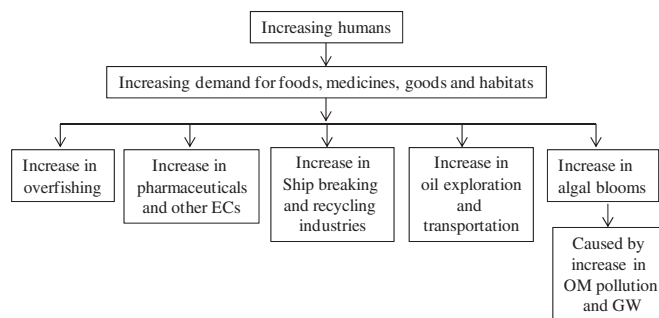 Increasing humans
Increasing demand for foods, medicines, goods and habitats
Increase in
overfishing
Increase in
pharmaceuticals
and other ECs
Increase in
Ship breaking
and recycling
industries
Increase in
oil exploration
and
transportation
Increase in
algal blooms
Caused by
increase in
OM pollution
and GW